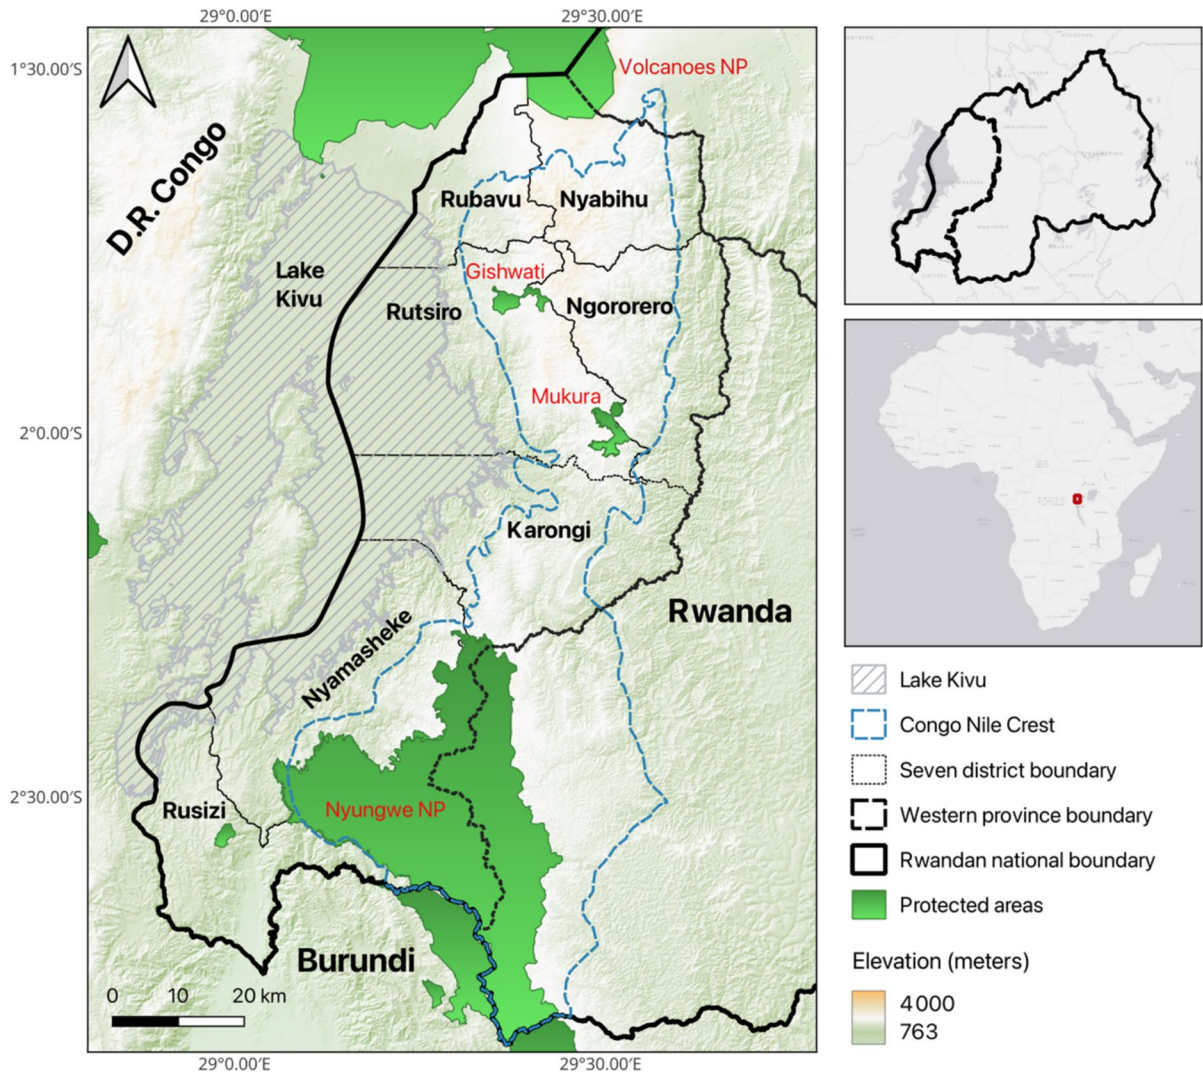 29°0.00′E
29°30.00′E
1°30.00′S
Volcanoes NP
D.R. Congo
Rubavu
Nyabihu
Lake
Kivu
Gishwati
Rutsiro
Ngororero
Mukura
2°0.00′S
Karongi
Rwanda
Nyamasheke
2°30.00′S
Rusizi
Nyungwe NP
Burundi
0
10
20 km
29°0.00′E
29°30.00′E
Lake Kivu
Congo Nile Crest
Seven district boundary
Western province boundary
Rwandan national boundary
Protected areas
Elevation (meters)
4000
763